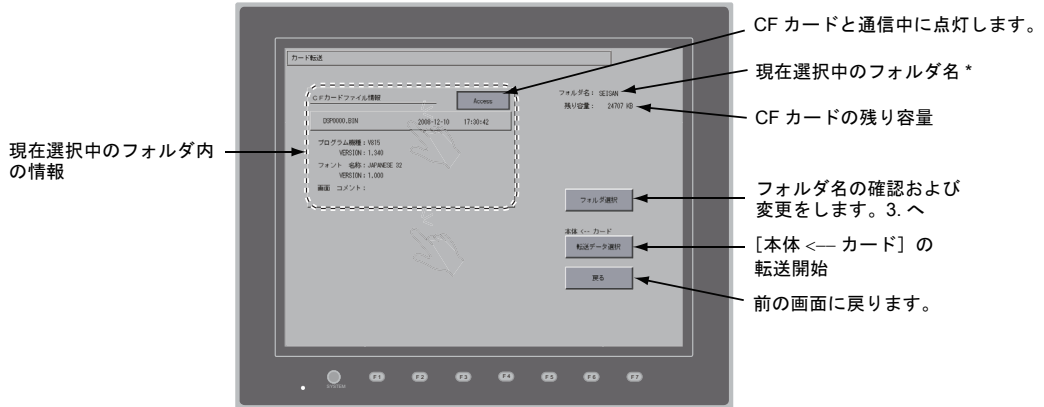 カード転送
CFカードファイル情報
Access
DSP0000.BIN 2008-12-10 17:30:42
プログラム機種：V815
VERSION：1.340
フォント 名称：JAPANESE 32
VERSION：1.000
画面 コメント：
フォルダ名： SEISAN
残り容量： 24707 KB
フォルダ選択
本体 <-- カード
転送データ選択
戻る
SYSTEM
F1
F2
F3
F4
F5
F6
F7
現在選択中のフォルダ内
の情報
CF カードと通信中に点灯します。
現在選択中のフォルダ名 *
CF カードの残り容量
フォルダ名の確認および
変更をします。3. へ
［本体 <–– カード］の
転送開始
前の画面に戻ります。